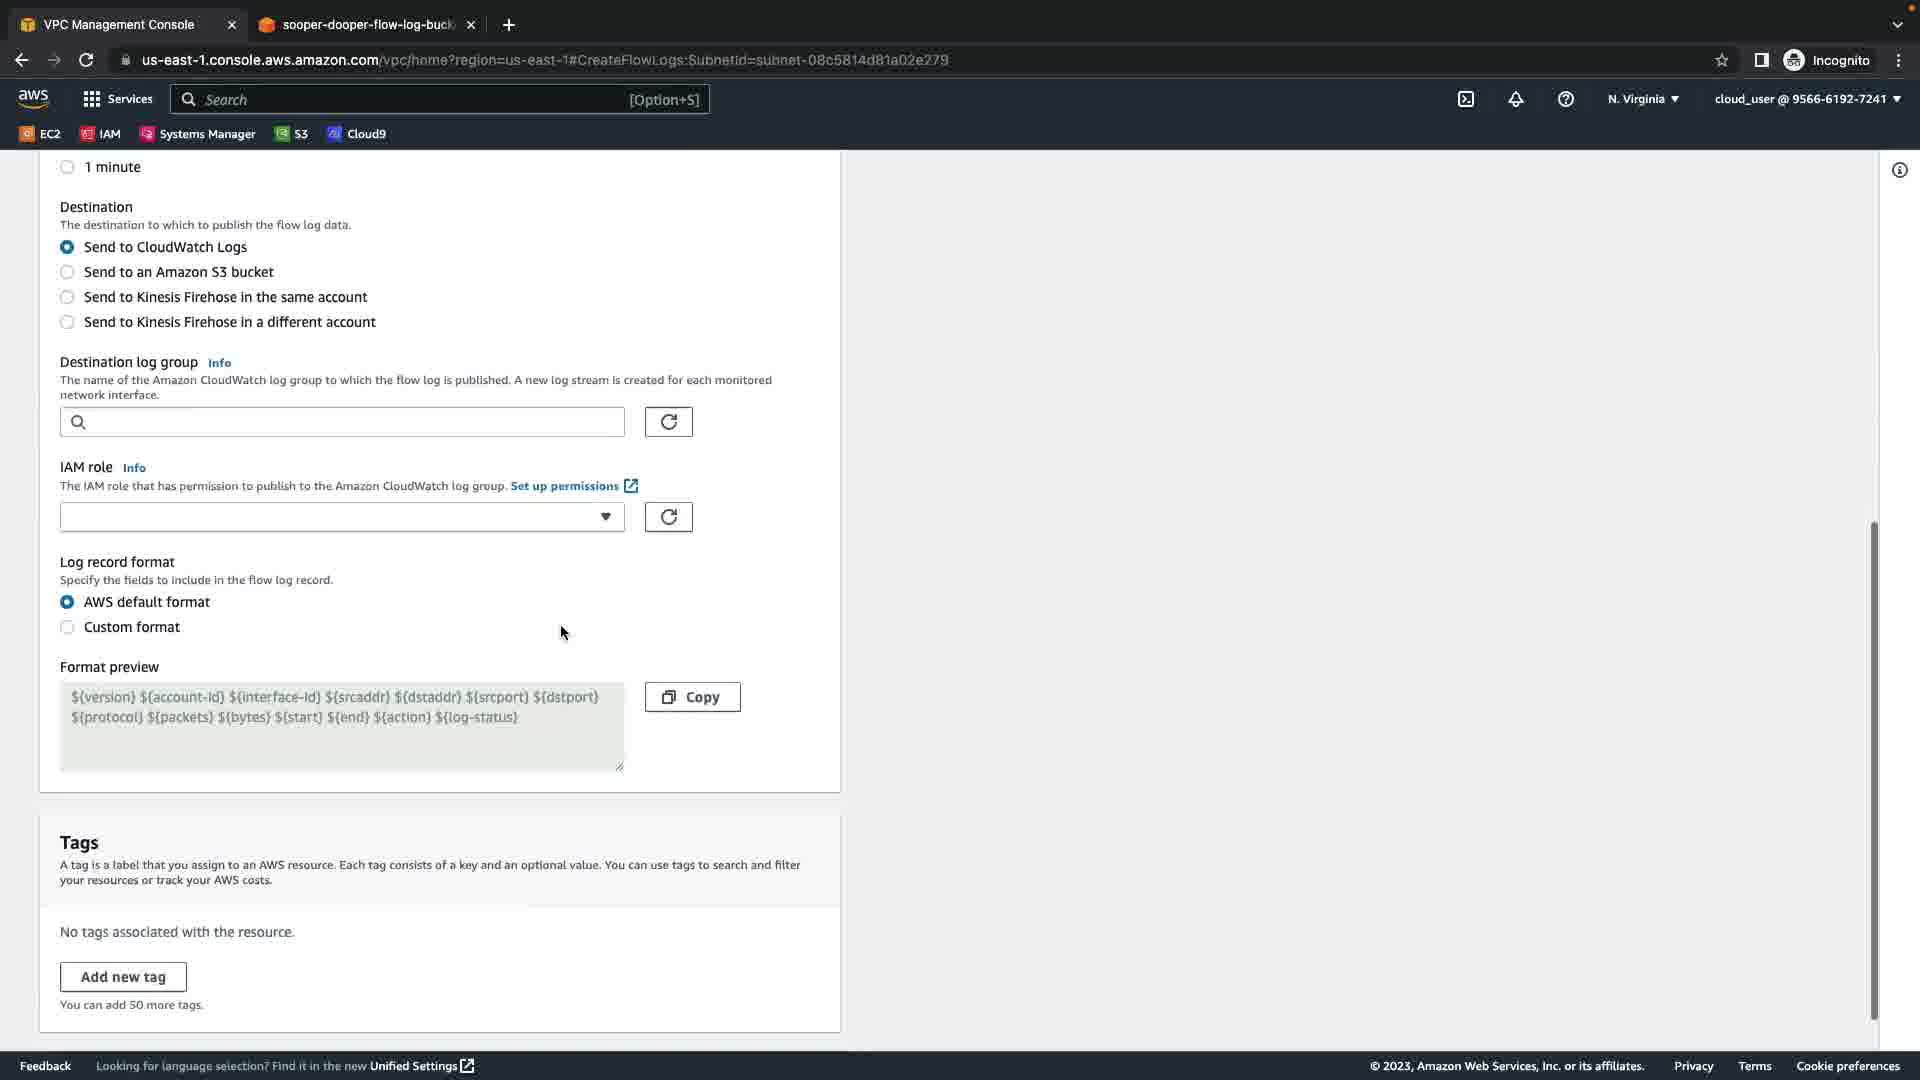 VPC Management Console
sooper-dooper-flow-log-buck
us-east-1.console.aws.amazon.com/vpc/home?region=us-east-1#CreateFlowLogs:SubnetId=subnet-08c5814d81a02e279
Incognito
aws
Services
Search
[Option+S]
N. Virginia
cloud_user @ 9566-6192-7241
EC2
IAM
Systems Manager
S3
Cloud9
1 minute
Destination
The destination to which to publish the flow log data.
Send to CloudWatch Logs
Send to an Amazon S3 bucket
Send to Kinesis Firehose in the same account
Send to Kinesis Firehose in a different account
Destination log group Info
The name of the Amazon CloudWatch log group to which the flow log is published. A new log stream is created for each monitored
network interface.
IAM role Info
The IAM role that has permission to publish to the Amazon CloudWatch log group. Set up permissions
Log record format
Specify the fields to include in the flow log record.
AWS default format
Custom format
Format preview
${version} ${account-id} ${interface-id} ${srcaddr} ${dstaddr} ${srcport} ${dstport}
${protocol} ${packets} ${bytes} ${start} ${end} ${action} ${log-status}
Copy
Tags
A tag is a label that you assign to an AWS resource. Each tag consists of a key and an optional value. You can use tags to search and filter
your resources or track your AWS costs.
No tags associated with the resource.
Add new tag
You can add 50 more tags.
Feedback
Looking for language selection? Find it in the new Unified Settings
© 2023, Amazon Web Services, Inc. or its affiliates.
Privacy
Terms
Cookie preferences